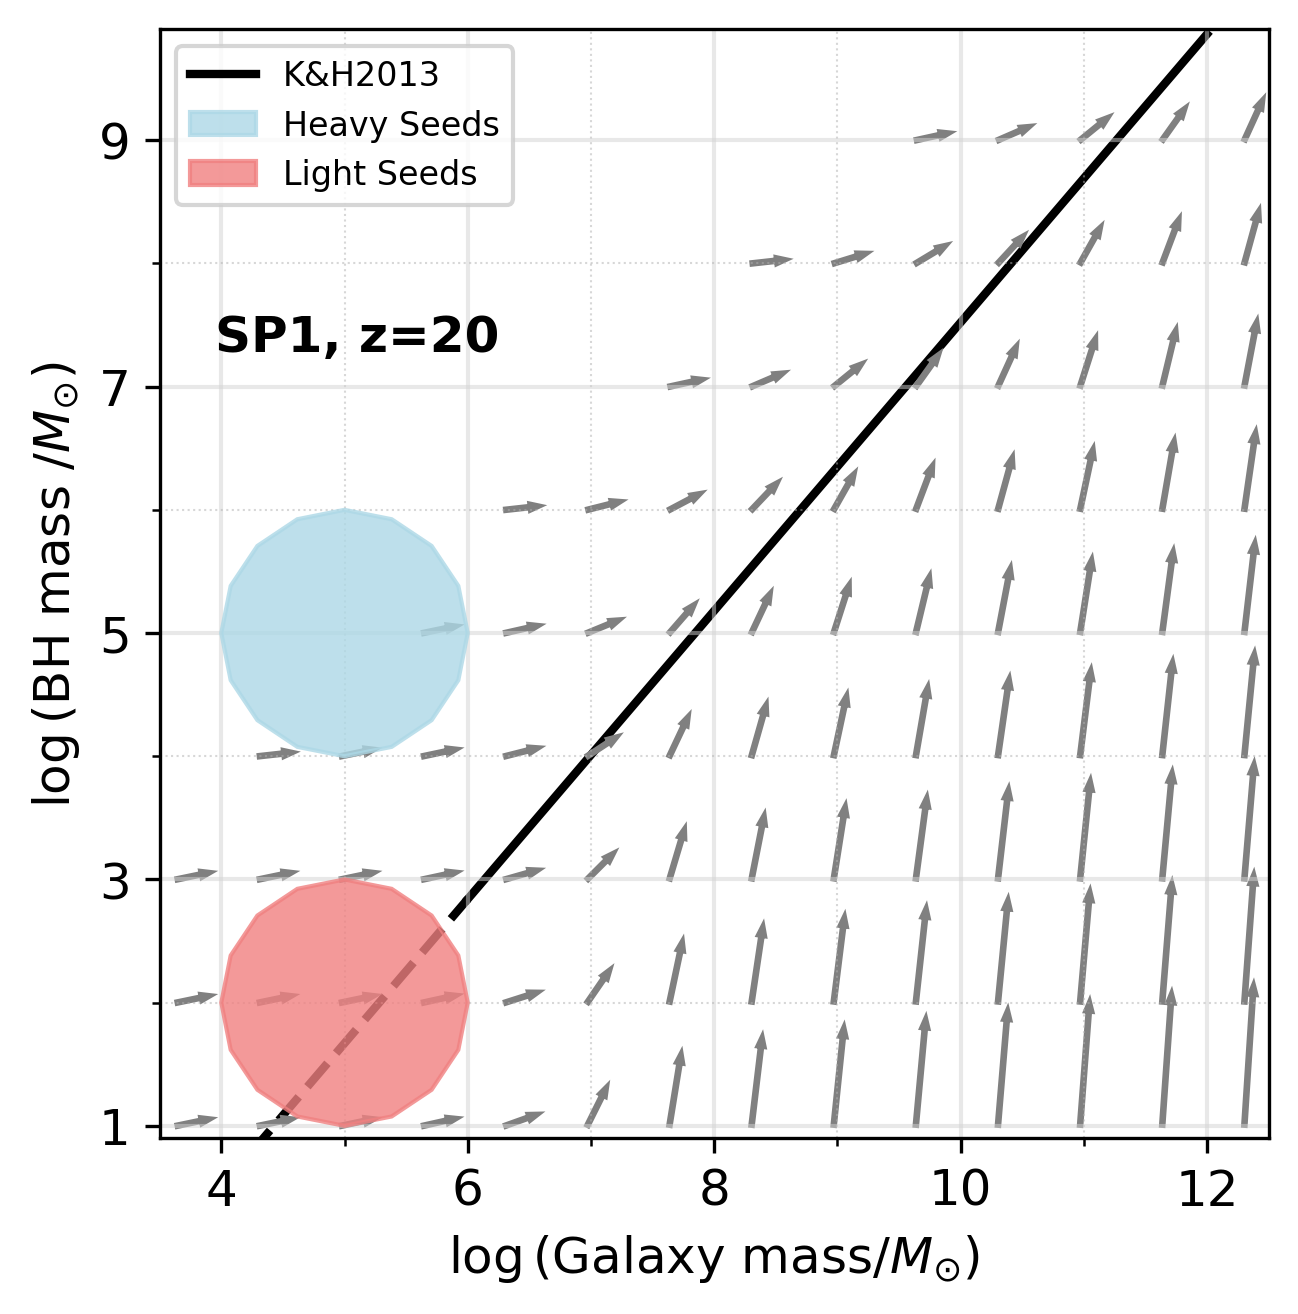 K&H2013
Heavy Seeds
Light Seeds
SP1, z=20
9
7
5
3
1
log (BH mass /M⊙)
4 6 8 10 12
log (Galaxy mass/M⊙)